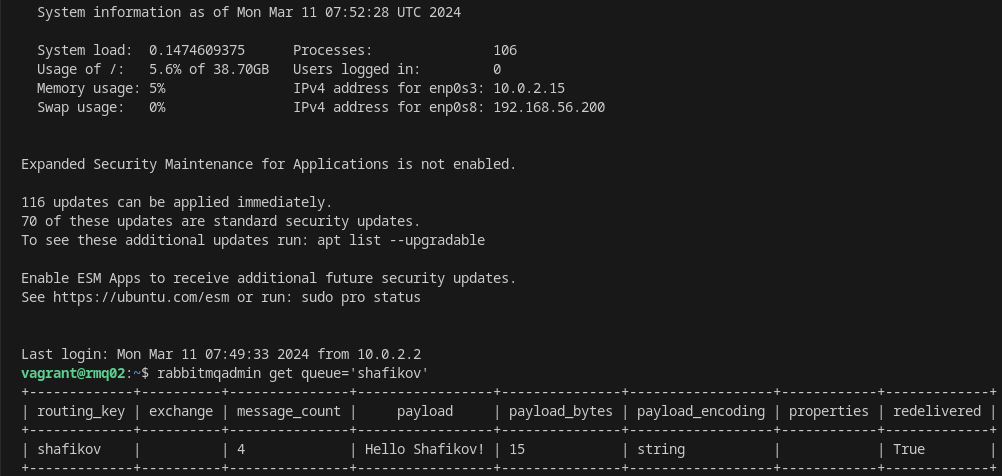 System information as of Mon Mar 11 07:52:28 UTC 2024
System load:  0.1474609375      Processes:               106
Usage of /:   5.6% of 38.70GB   Users logged in:         0
Memory usage: 5%                IPv4 address for enp0s3: 10.0.2.15
Swap usage:   0%                IPv4 address for enp0s8: 192.168.56.200
Expanded Security Maintenance for Applications is not enabled.
116 updates can be applied immediately.
70 of these updates are standard security updates.
To see these additional updates run: apt list --upgradable
Enable ESM Apps to receive additional future security updates.
See https://ubuntu.com/esm or run: sudo pro status
Last login: Mon Mar 11 07:49:33 2024 from 10.0.2.2
vagrant@rmq02:~$ rabbitmqadmin get queue='shafikov'
+-------------+----------+---------------+-----------------+---------------+------------------+------------+-------------+
| routing_key | exchange | message_count |     payload     | payload_bytes | payload_encoding | properties | redelivered |
+-------------+----------+---------------+-----------------+---------------+------------------+------------+-------------+
| shafikov    |          | 4             | Hello Shafikov! | 15            | string           |            | True        |
+-------------+----------+---------------+-----------------+---------------+------------------+------------+-------------+